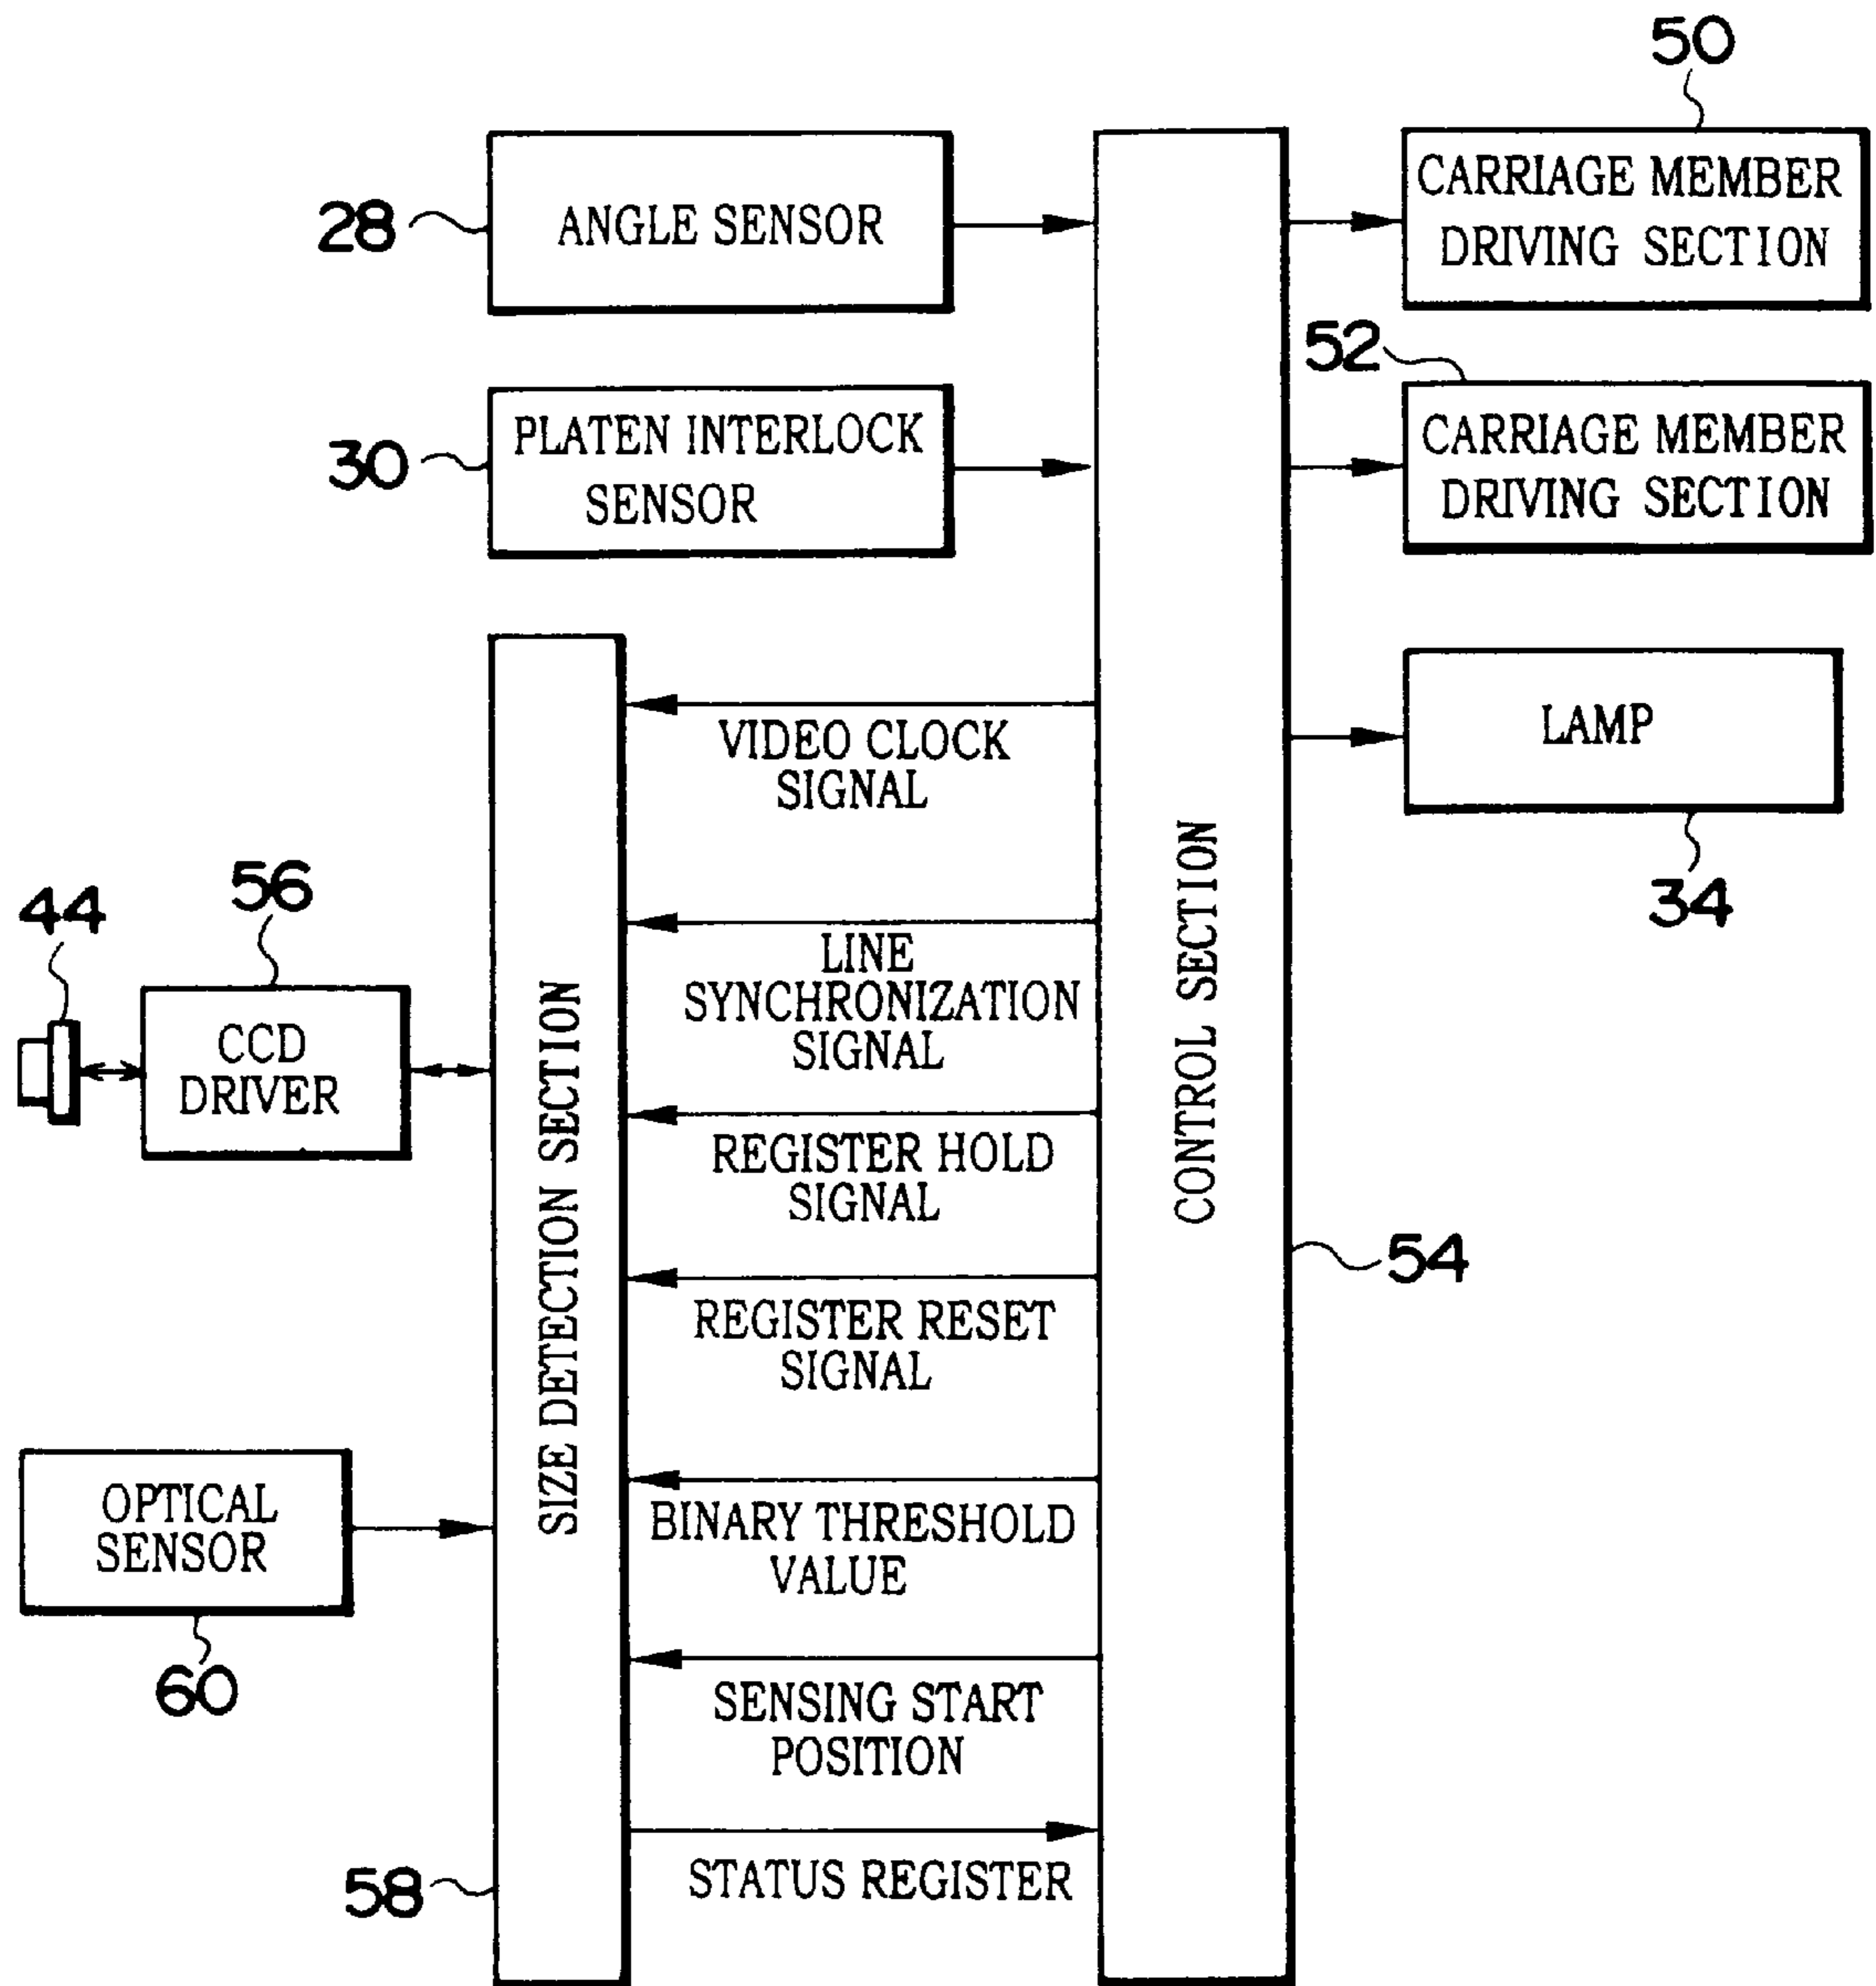 50
28
ANGLE SENSOR
CARRIAGE MEMBER
DRIVING SECTION
52
30
PLATEN INTERLOCK
SENSOR
CARRIAGE MEMBER
DRIVING SECTION
LAMP
34
VIDEO CLOCK
SIGNAL
LINE
SYNCHRONIZATION
SIGNAL
REGISTER HOLD
SIGNAL
REGISTER RESET
SIGNAL
BINARY THRESHOLD
VALUE
SENSING START
POSITION
STATUS REGISTER
CONTROL SECTION
54
SIZE DETECTION SECTION
58
44
56
CCD
DRIVER
OPTICAL
SENSOR
60